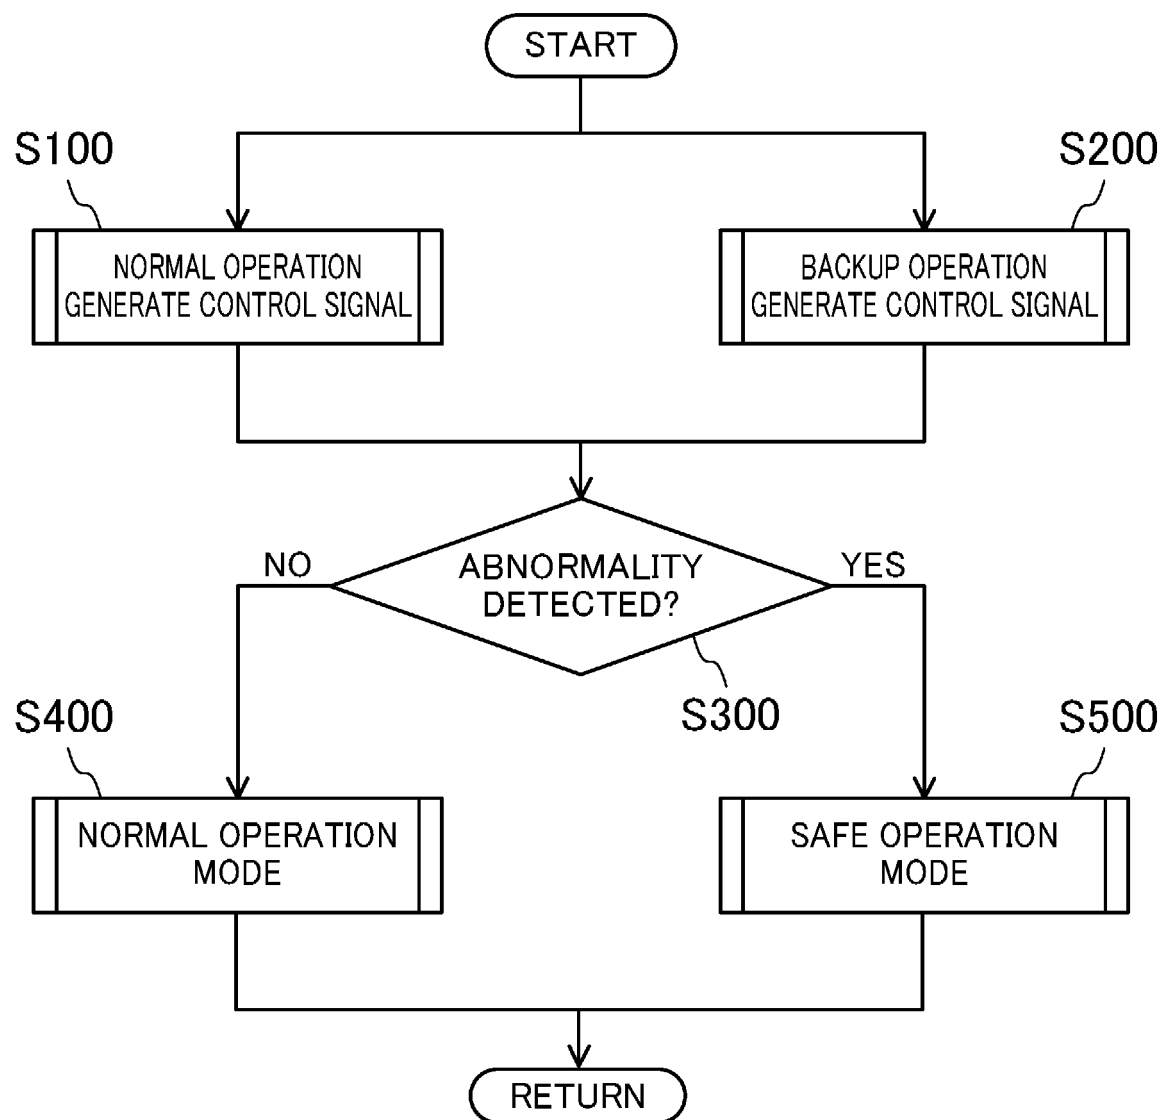 START
S100
S200
NORMAL OPERATION
GENERATE CONTROL SIGNAL
BACKUP OPERATION
GENERATE CONTROL SIGNAL
NO
ABNORMALITY
DETECTED?
YES
S300
S400
S500
NORMAL OPERATION
MODE
SAFE OPERATION
MODE
RETURN